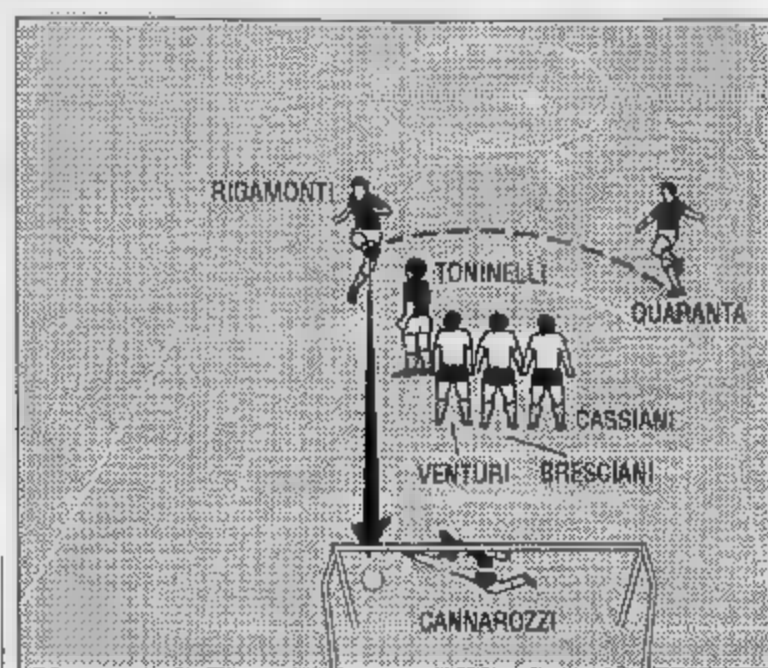 RIGAMONTI
TONINELLI
QUARANTA
CASSIANI
VENTURI BRESCIANI
CANNAROZZI